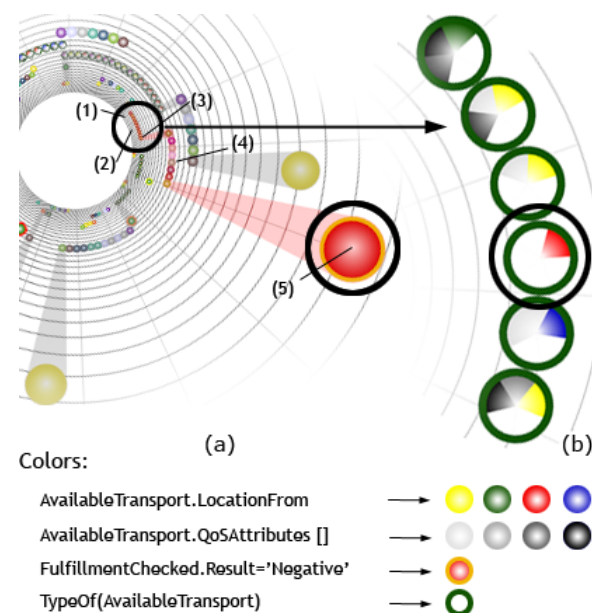 (1)
(3)
(2)
(4)
(5)
(a)
(b)
Colors:
AvailableTransport.LocationFrom
AvailableTransport.QoSAttributes []
FulfillmentChecked.Result='Negative'
TypeOf(AvailableTransport)